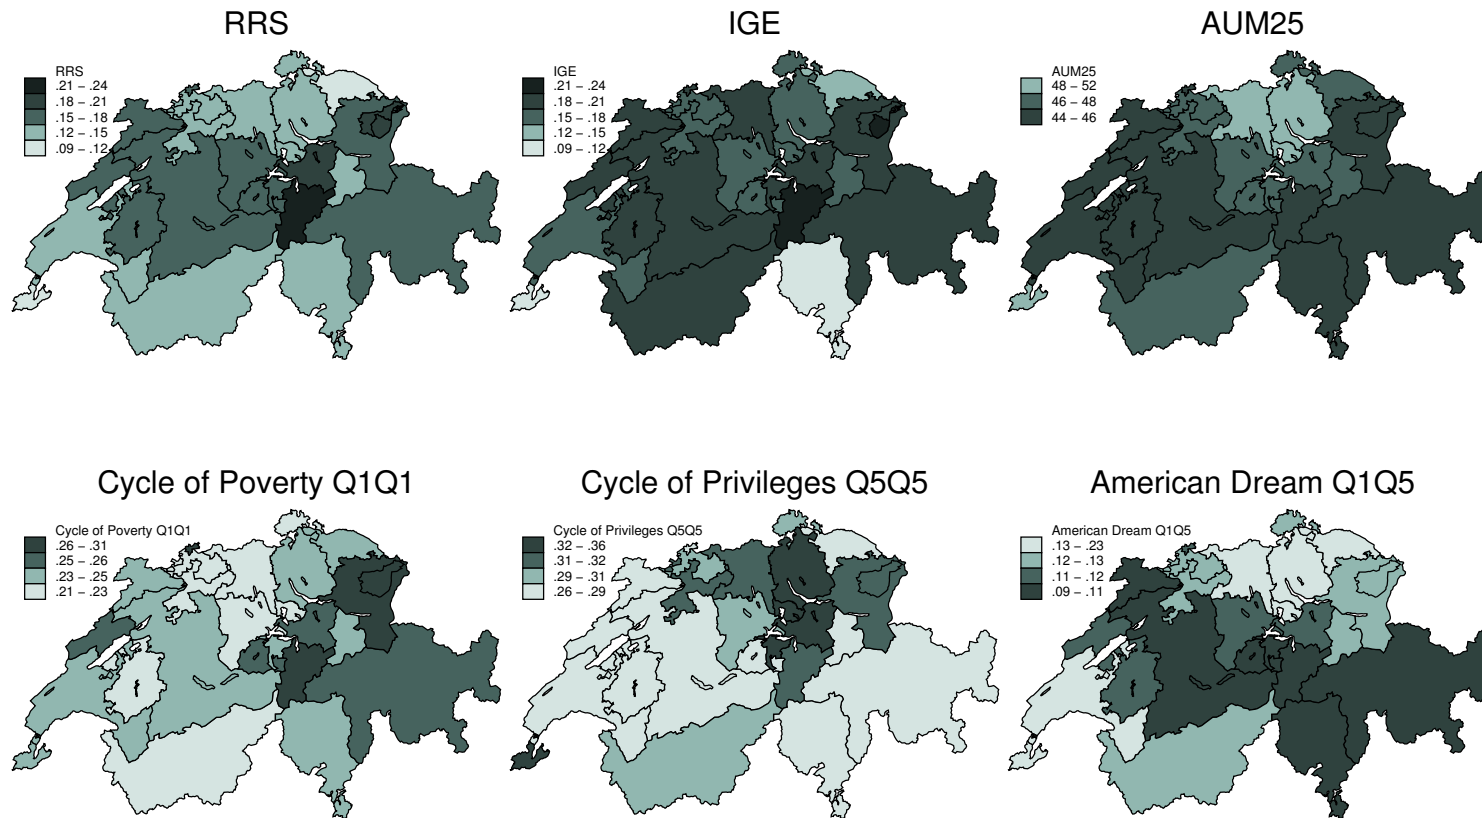 RRS
RRS
.21 – .24
.18 – .21
.15 – .18
.12 – .15
.09 – .12
IGE
IGE
.21 – .24
.18 – .21
.15 – .18
.12 – .15
.09 – .12
AUM25
AUM25
48 – 52
46 – 48
44 – 46
Cycle of Poverty Q1Q1
Cycle of Poverty Q1Q1
.26 – .31
.25 – .26
.23 – .25
.21 – .23
Cycle of Privileges Q5Q5
Cycle of Privileges Q5Q5
.32 – .36
.31 – .32
.29 – .31
.26 – .29
American Dream Q1Q5
American Dream Q1Q5
.13 – .23
.12 – .13
.11 – .12
.09 – .11